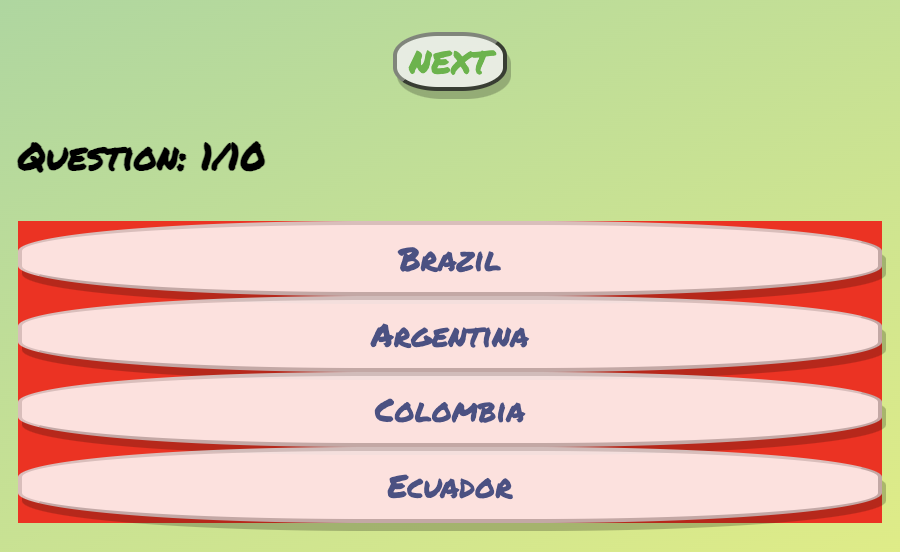 NEXT
Question: 1/10
Brazil
Argentina
Colombia
Ecuador